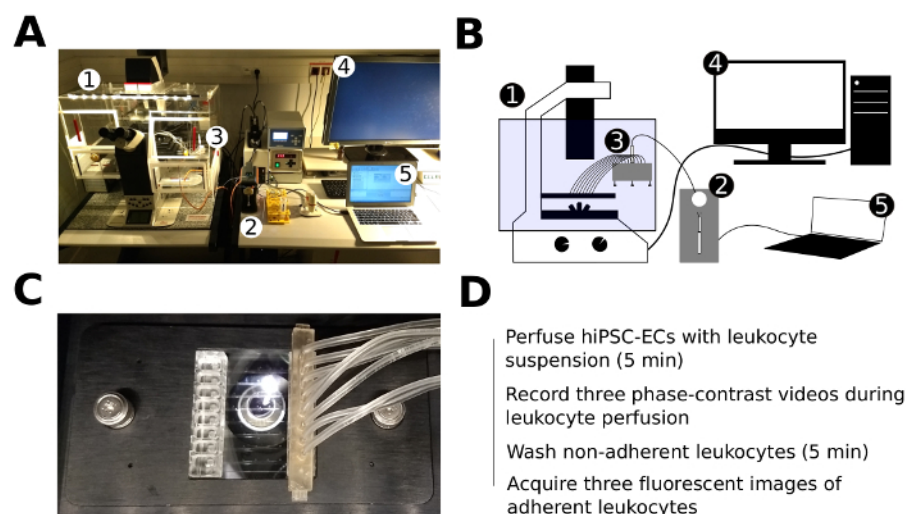 A
1
4
3
5
2
B
4
1
3
2
5
C
D
Perfuse hiPSC-ECs with leukocyte
suspension (5 min)
Record three phase-contrast videos during
leukocyte perfusion
Wash non-adherent leukocytes (5 min)
Acquire three fluorescent images of
adherent leukocytes